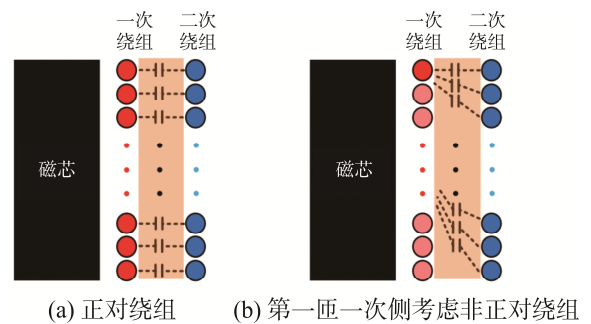 一次
绕组
二次
绕组
磁芯
(a) 正对绕组
一次
绕组
二次
绕组
磁芯
(b) 第一匝一次侧考虑非正对绕组